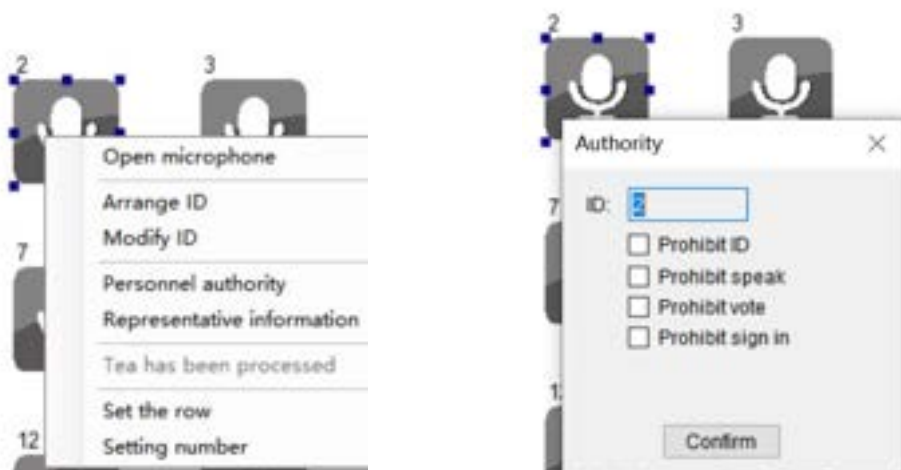 2
3
Open microphone
Arrange ID
Modify ID
7
Personnel authority
Representative information
Tea has been processed
Set the row
12
Setting number
2
3
Authority
7
ID: 2
Prohibit ID
Prohibit speak
Prohibit vote
Prohibit sign in
Confirm